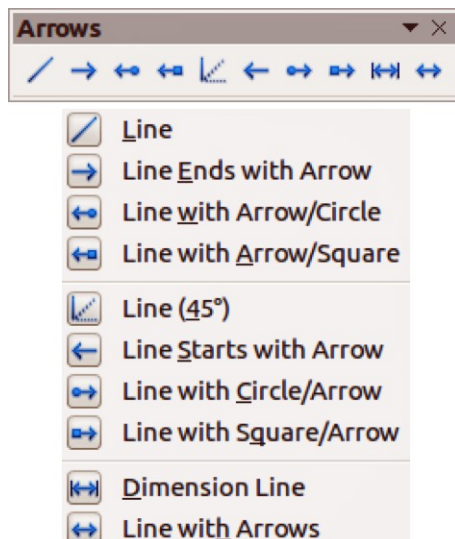 Arrows
Line
Line Ends with Arrow
Line with Arrow/Circle
Line with Arrow/Square
Line (45°)
Line Starts with Arrow
Line with Circle/Arrow
Line with Square/Arrow
Dimension Line
Line with Arrows